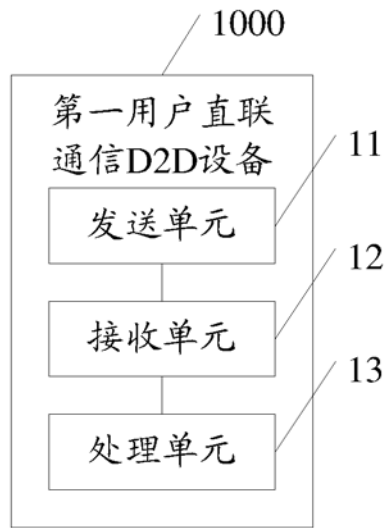 1000
第一用户直联
通信D2D设备
11
发送单元
12
接收单元
13
处理单元